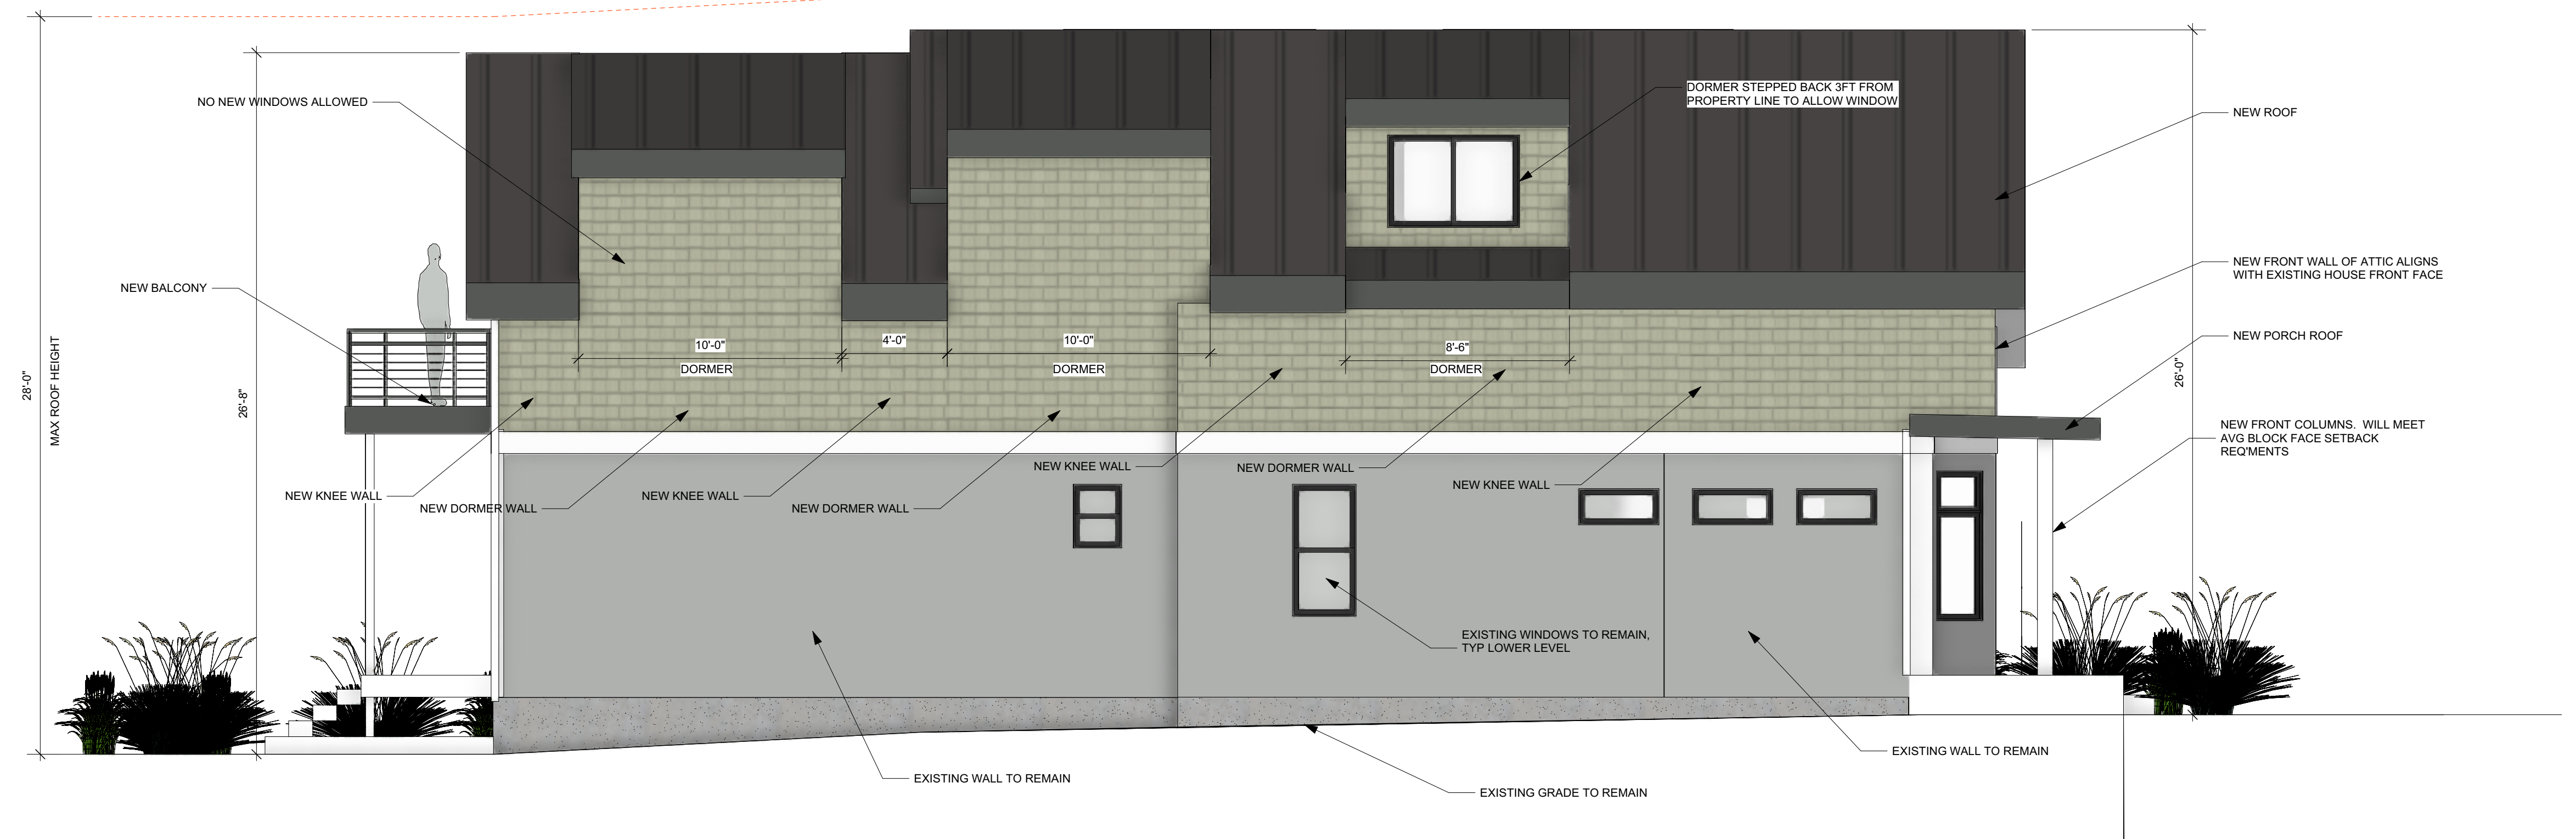 DORMER STEPPED BACK 3FT FROM
PROPERTY LINE TO ALLOW WINDOW
NO NEW WINDOWS ALLOWED
NEW ROOF
NEW FRONT WALL OF ATTIC ALIGNS
WITH EXISTING HOUSE FRONT FACE
NEW BALCONY
NEW PORCH ROOF
10'-0"
4'-0"
10'-0"
8'-6"
DORMER
DORMER
DORMER
28'-0"
MAX ROOF HEIGHT
26'-8"
26'-0"
NEW FRONT COLUMNS. WILL MEET
AVG BLOCK FACE SETBACK
REQ'MENTS
NEW KNEE WALL
NEW DORMER WALL
NEW KNEE WALL
NEW DORMER WALL
NEW KNEE WALL
NEW DORMER WALL
NEW KNEE WALL
EXISTING WINDOWS TO REMAIN,
TYP LOWER LEVEL
EXISTING WALL TO REMAIN
EXISTING WALL TO REMAIN
EXISTING GRADE TO REMAIN